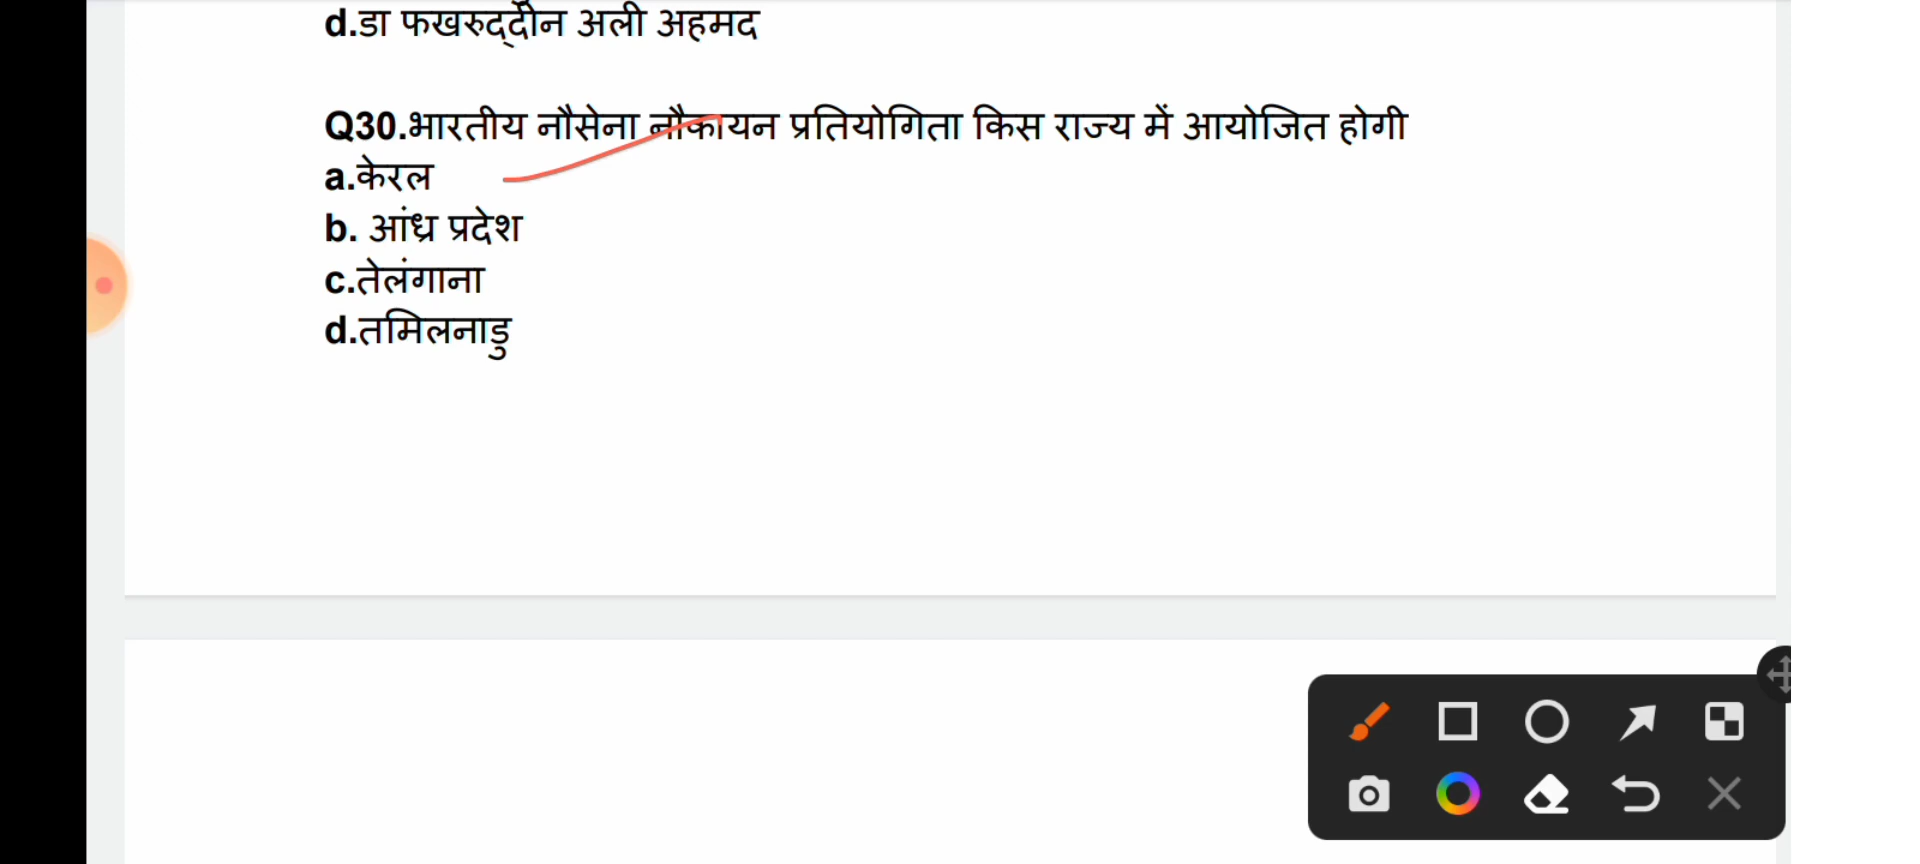 d.डा फखरुद्दीन अली अहमद
Q30.भारतीय नौसेना नौकायन प्रतियोगिता किस राज्य में आयोजित होगी
a.केरल
b. आंध्र प्रदेश
c.तेलंगाना
d.तमिलनाडु